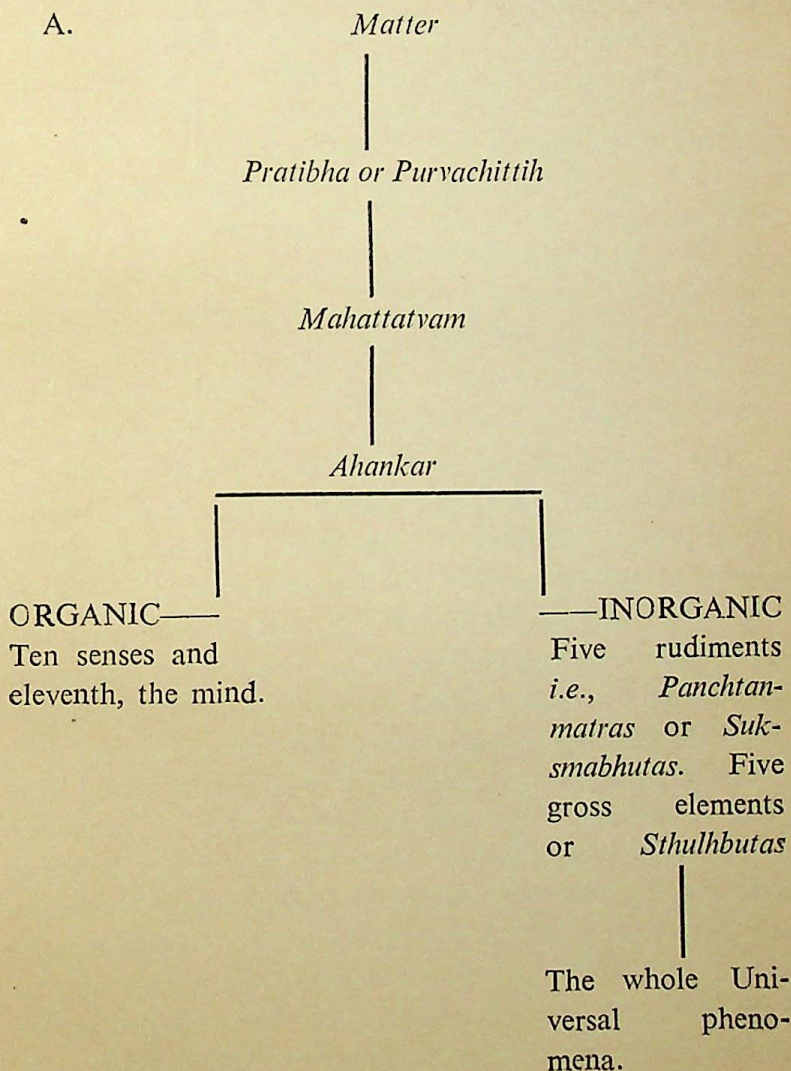 A. Matter
Pratibha or Purvachittih
Mahattatvam
Ahankar
ORGANIC——
Ten senses and
eleventh, the mind.
——INORGANIC
Five rudiments
i.e., Panchtan-
matras or Suk-
smabhutas. Five
gross elements
or Sthulhbutas
The whole Uni-
versal pheno-
mena.